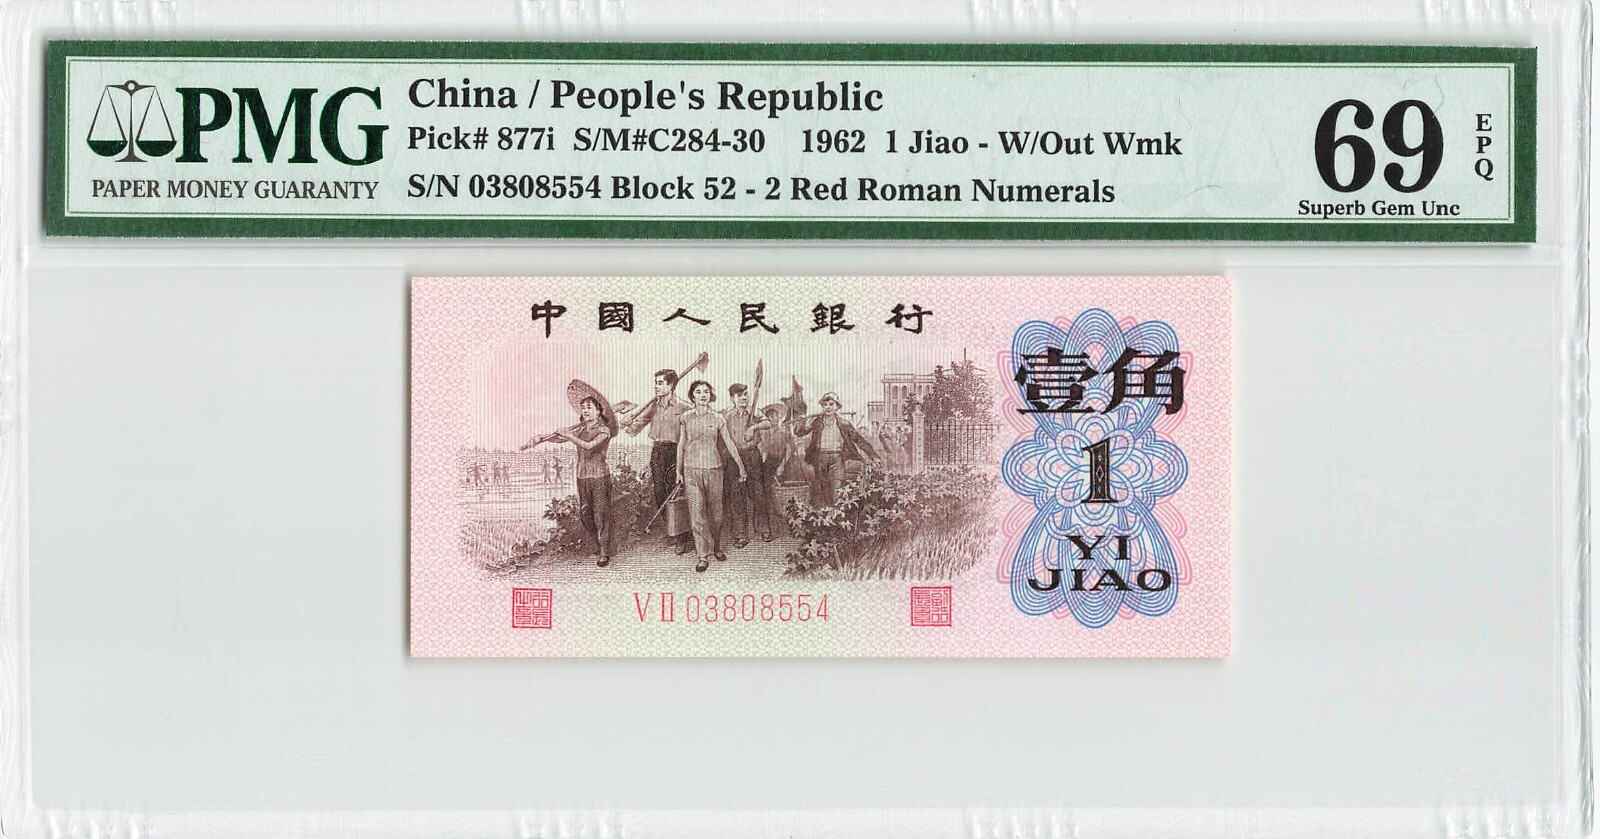 PMG
PAPER MONEY GUARANTY
China / People's Republic
Pick# 877i S/M#C284-30 1962 1 Jiao - W/Out Wmk
S/N 03808554 Block 52 - 2 Red Roman Numerals
69
EPQ
Superb Gem Unc
中國人民銀行
壹角
1
YI
JIAO
VII 03808554